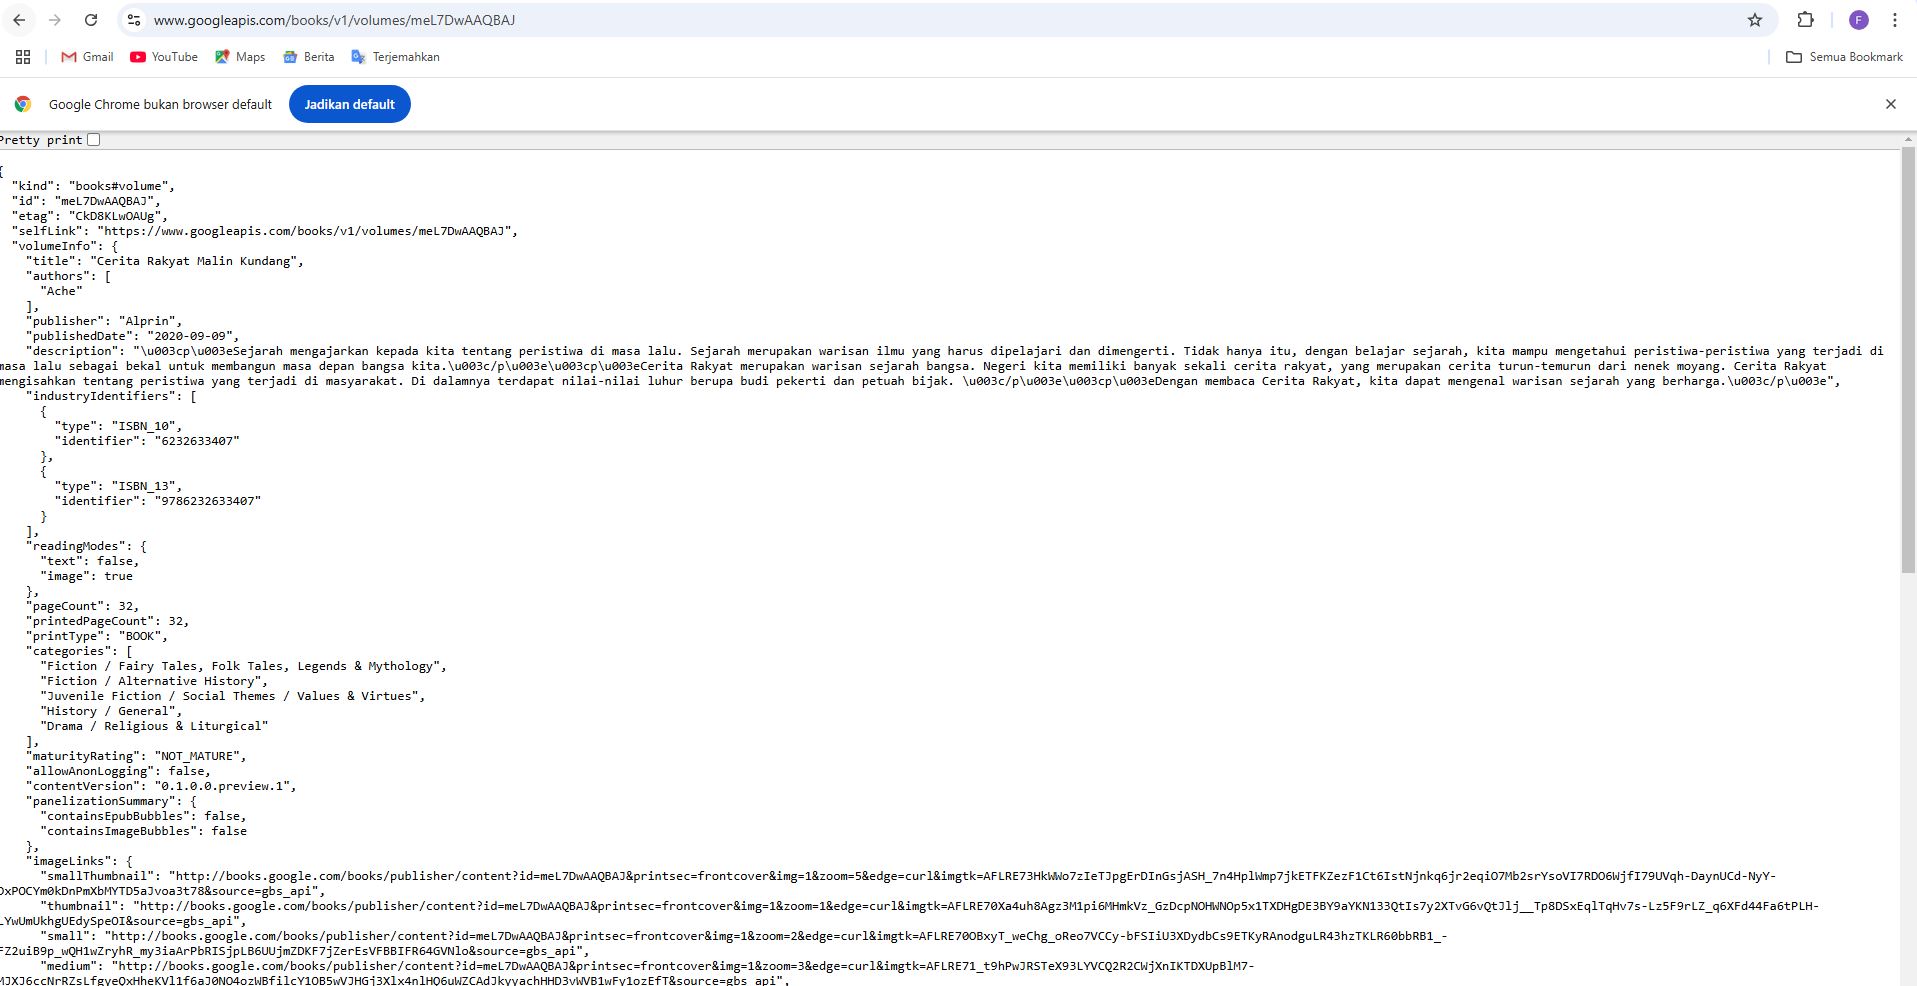 www.googleapis.com/books/v1/volumes/meL7DwAAQBAJ
F
Gmail YouTube Maps Berita Terjemahkan Semua Bookmark
Google Chrome bukan browser default Jadikan default
Pretty print
{
"kind": "books#volume",
"id": "meL7DwAAQBAJ",
"etag": "CkD8KLwOAUg",
"selfLink": "https://www.googleapis.com/books/v1/volumes/meL7DwAAQBAJ",
"volumeInfo": {
"title": "Cerita Rakyat Malin Kundang",
"authors": [
"Ache"
],
"publisher": "Alprin",
"publishedDate": "2020-09-09",
"description": "\u003cp\u003eSejarah mengajarkan kepada kita tentang peristiwa di masa lalu. Sejarah merupakan warisan ilmu yang harus dipelajari dan dimengerti. Tidak hanya itu, dengan belajar sejarah, kita mampu mengetahui peristiwa-peristiwa yang terjadi di
masa lalu sebagai bekal untuk membangun masa depan bangsa kita.\u003c/p\u003e\u003cp\u003eCerita Rakyat merupakan warisan sejarah bangsa. Negeri kita memiliki banyak sekali cerita rakyat, yang merupakan cerita turun-temurun dari nenek moyang. Cerita Rakyat
mengisahkan tentang peristiwa yang terjadi di masyarakat. Di dalamnya terdapat nilai-nilai luhur berupa budi pekerti dan petuah bijak. \u003c/p\u003e\u003cp\u003eDengan membaca Cerita Rakyat, kita dapat mengenal warisan sejarah yang berharga.\u003c/p\u003e",
"industryIdentifiers": [
{
"type": "ISBN_10",
"identifier": "6232633407"
},
{
"type": "ISBN_13",
"identifier": "9786232633407"
}
],
"readingModes": {
"text": false,
"image": true
},
"pageCount": 32,
"printedPageCount": 32,
"printType": "BOOK",
"categories": [
"Fiction / Fairy Tales, Folk Tales, Legends & Mythology",
"Fiction / Alternative History",
"Juvenile Fiction / Social Themes / Values & Virtues",
"History / General",
"Drama / Religious & Liturgical"
],
"maturityRating": "NOT_MATURE",
"allowAnonLogging": false,
"contentVersion": "0.1.0.0.preview.1",
"panelizationSummary": {
"containsEpubBubbles": false,
"containsImageBubbles": false
},
"imageLinks": {
"smallThumbnail": "http://books.google.com/books/publisher/content?id=meL7DwAAQBAJ&printsec=frontcover&img=1&zoom=5&edge=curl&imgtk=AFLRE73HkWWo7zIeTJpgErDInGsjASH_7n4HplWmp7jkETFKZezF1Ct6IstNjnkq6jr2eqiO7Mb2srYsoVI7RDO6WjfI79UVqh-DaynUCd-NyY-
OxPOCYm0kDnPmXbMYTD5aJvoa3t78&source=gbs_api",
"thumbnail": "http://books.google.com/books/publisher/content?id=meL7DwAAQBAJ&printsec=frontcover&img=1&zoom=1&edge=curl&imgtk=AFLRE70Xa4uh8Agz3M1pi6MHmkVz_GzDcpNOHWNOp5x1TXDHgDE3BY9aYKN133QtIs7y2XTvG6vQtJlj__Tp8DSxEqlTqHv7s-Lz5F9rLZ_q6XFd44Fa6tPLH-
LYwUmUkhgUEdySpeOI&source=gbs_api",
"small": "http://books.google.com/books/publisher/content?id=meL7DwAAQBAJ&printsec=frontcover&img=1&zoom=2&edge=curl&imgtk=AFLRE70OBxyT_weChg_oReo7VCCy-bFSIiU3XDydbCs9ETKyRAnodguLR43hzTKLR60bbRB1_-
FZ2uiB9p_wQH1wZryhR_my3iaArPbRISjpLB6UUjmZDKF7jZerEsVFBBIFR64GVNlo&source=gbs_api",
"medium": "http://books.google.com/books/publisher/content?id=meL7DwAAQBAJ&printsec=frontcover&img=1&zoom=3&edge=curl&imgtk=AFLRE71_t9hPwJRSTeX93LYVCQ2R2CWjXnIKTDXUpBlM7-